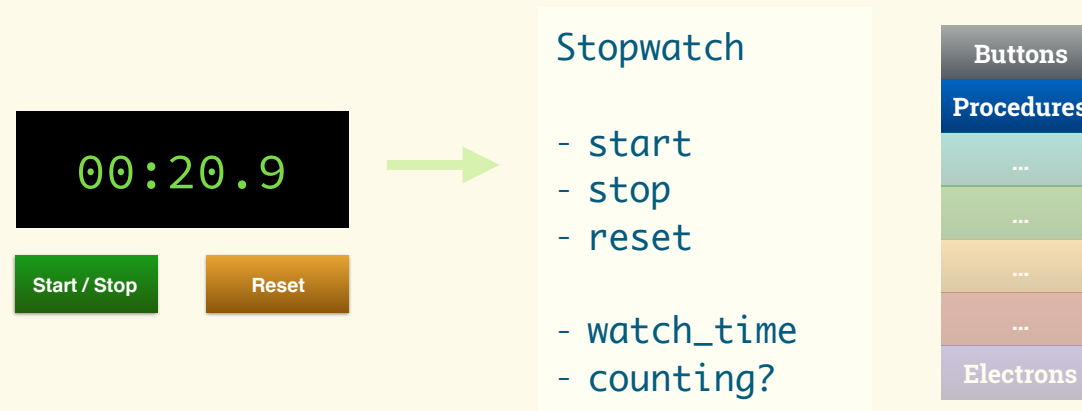 00:20.9
Start / Stop
Reset
Stopwatch
- start
- stop
- reset
- watch_time
- counting?
Buttons
Procedures
...
...
...
...
Electrons